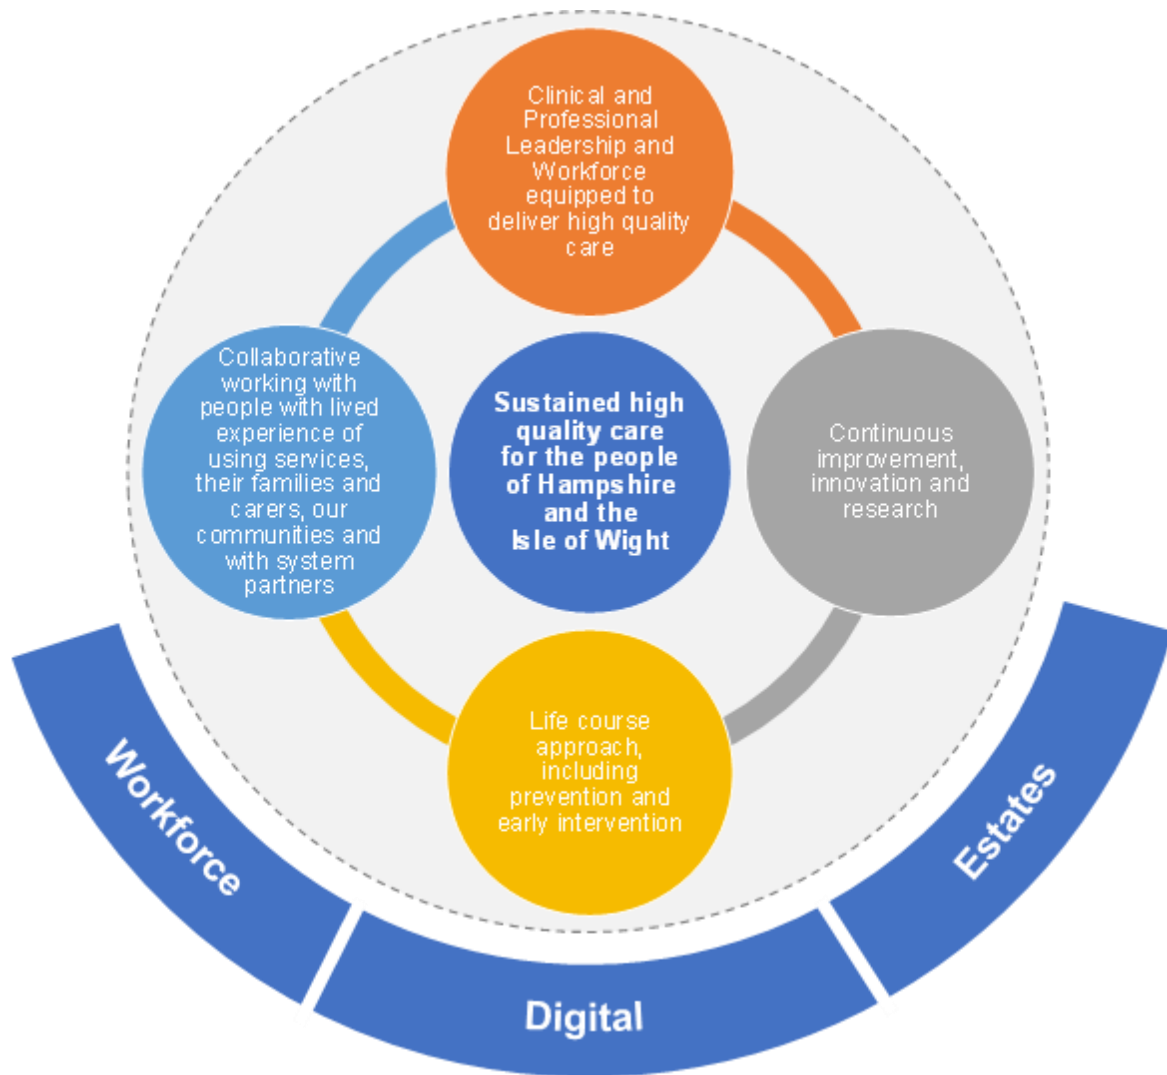 Clinical and
Professional
Leadership and
Workforce
equipped to
deliver high quality
care
Collaborative
working with
people with lived
experience of
using services,
their families and
carers, our
communities and
with system
partners
Sustained high
quality care
for the people
of Hampshire
and the
Isle of Wight
Continuous
improvement,
innovation and
research
Life course
approach,
including
prevention and
early intervention
Workforce
Digital
Estates